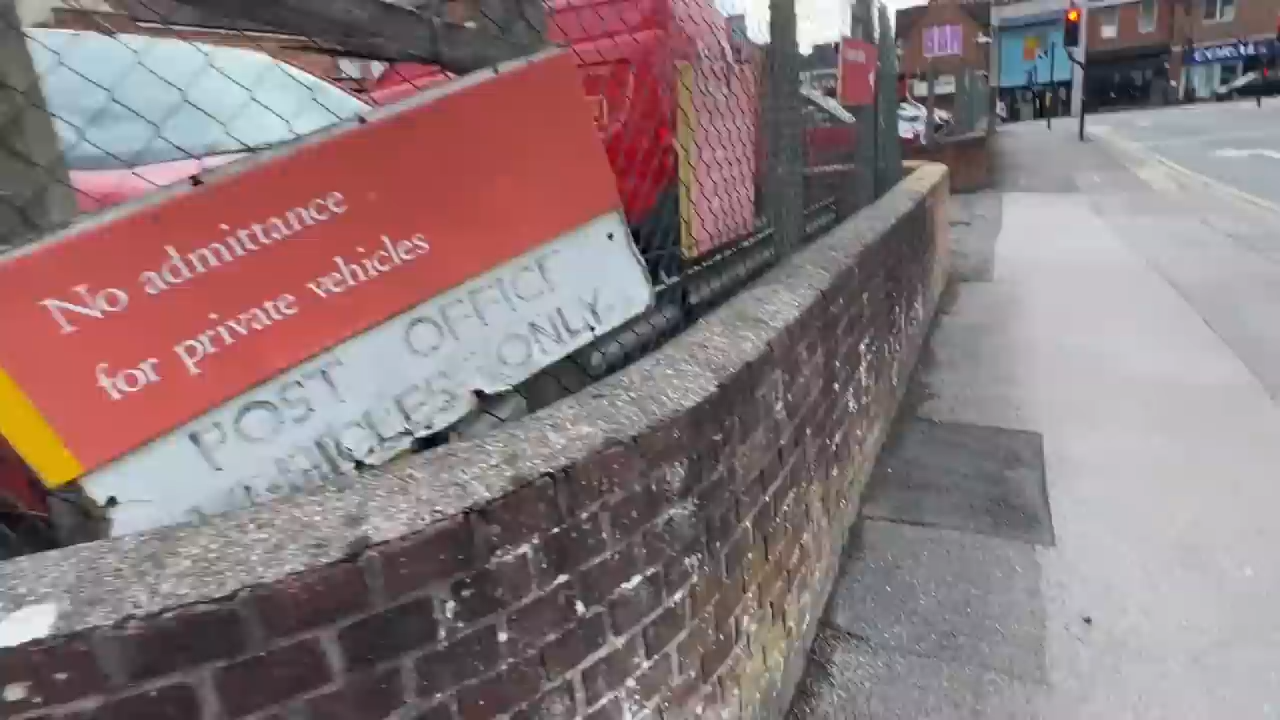 No admittance
for private vehicles
POST OFFICE
VEHICLES ONLY